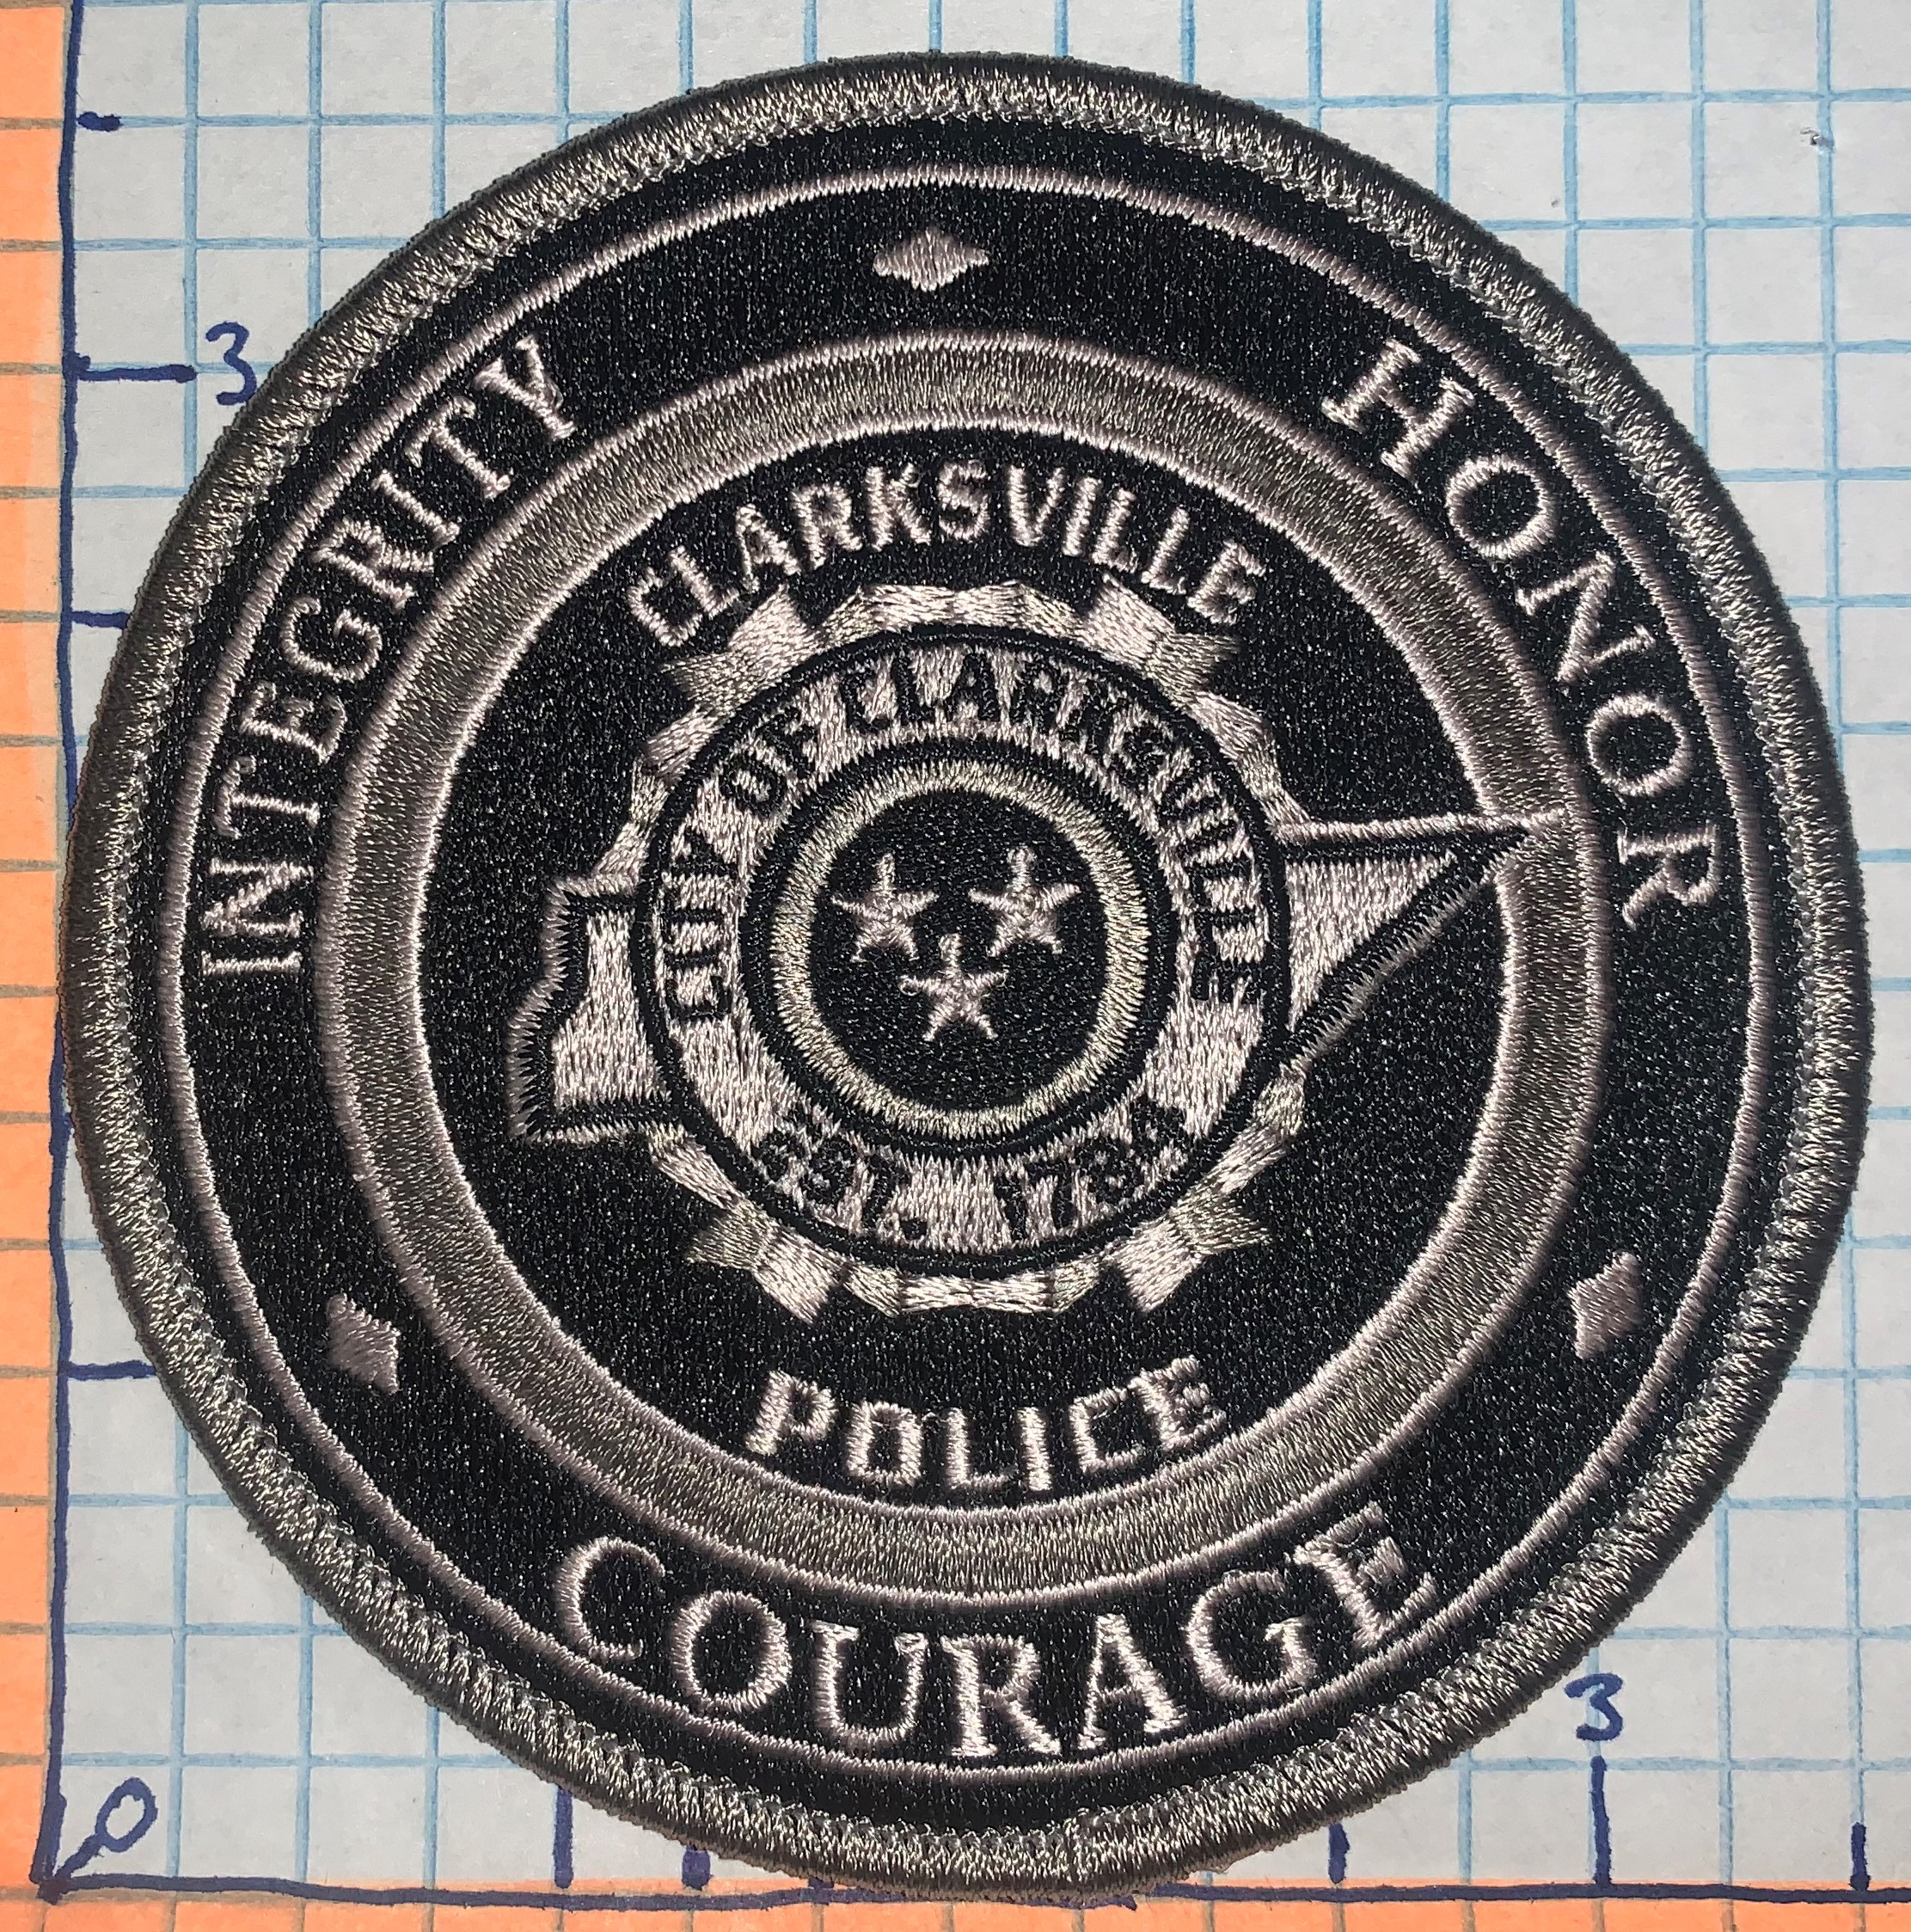 INTEGRITY
HONOR
CLARKSVILLE
CITY OF CLARKSVILLE
EST. 1784
POLICE
COURAGE
3
3
0